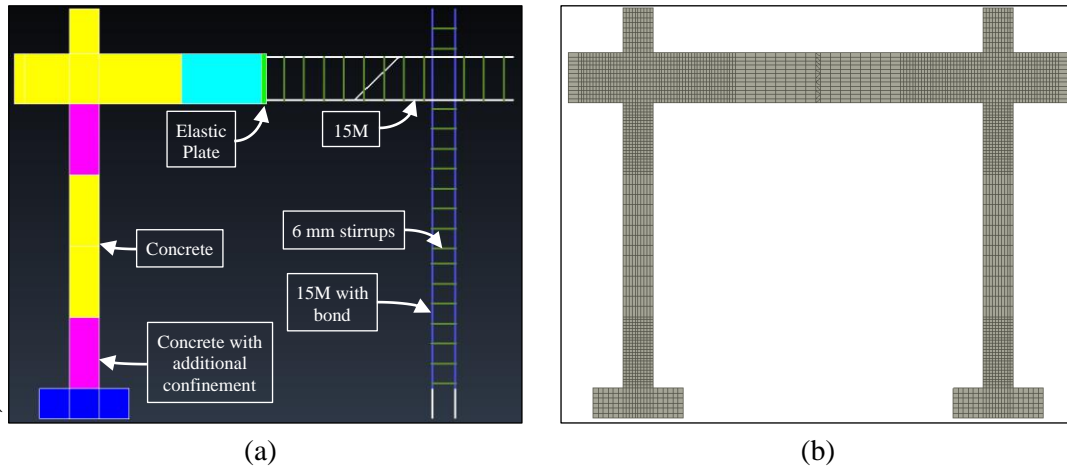 Elastic
Plate
15M
6 mm stirrups
Concrete
15M with
bond
Concrete with
additional
confinement
(a)
(b)